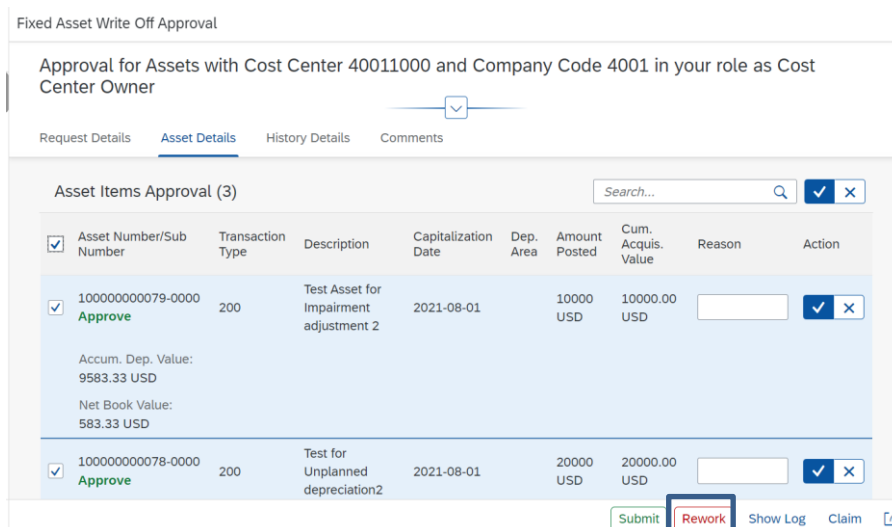 Fixed Asset Write Off Approval
Approval for Assets with Cost Center 40011000 and Company Code 4001 in your role as Cost
Center Owner
Request Details Asset Details History Details Comments
Asset Items Approval (3) Search...
Asset Number/Sub Number Transaction Type Description Capitalization Date Dep. Area Amount Posted Cum. Acquis. Value Reason Action
100000000079-0000 200 Test Asset for Impairment adjustment 2 2021-08-01 10000 USD 10000.00 USD
Approve
Accum. Dep. Value:
9583.33 USD
Net Book Value:
583.33 USD
100000000078-0000 200 Test for Unplanned depreciation2 2021-08-01 20000 USD 20000.00 USD
Approve
Submit Rework Show Log Claim